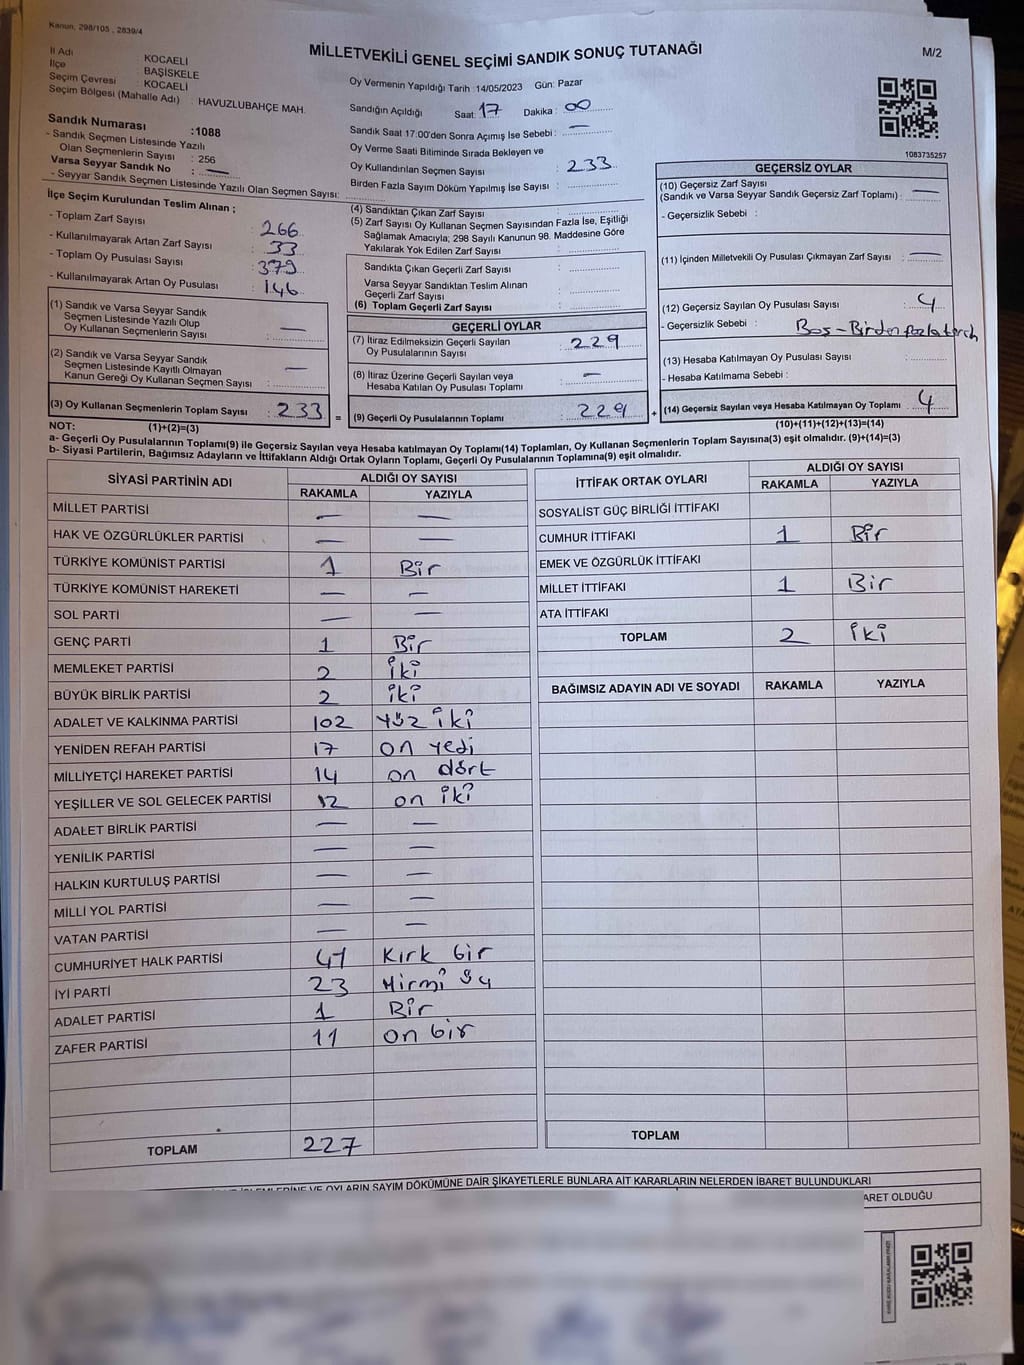 Kanun, 298/105 , 2839/4
MİLLETVEKİLİ GENEL SEÇİMİ SANDIK SONUÇ TUTANAĞI
M/2
İl Adı KOCAELİ
İlçe BAŞİSKELE
Seçim Çevresi KOCAELİ
Seçim Bölgesi (Mahalle Adı) : HAVUZLUBAHÇE MAH.
Sandık Numarası :1088
- Sandık Seçmen Listesinde Yazılı
Olan Seçmenlerin Sayısı : 256
Varsa Seyyar Sandık No : —
- Seyyar Sandık Seçmen Listesinde Yazılı Olan Seçmen Sayısı:
Oy Vermenin Yapıldığı Tarih :14/05/2023 Gün: Pazar
Sandığın Açıldığı Saat: 17 Dakika : 00
Sandık Saat 17:00'den Sonra Açımış İse Sebebi : —
Oy Verme Saati Bitiminde Sırada Bekleyen ve
Oy Kullandırılan Seçmen Sayısı : 233
Birden Fazla Sayım Döküm Yapılmış İse Sayısı :
1083735257
İlçe Seçim Kurulundan Teslim Alınan ;
- Toplam Zarf Sayısı : 266
- Kullanılmayarak Artan Zarf Sayısı : 33
- Toplam Oy Pusulası Sayısı : 379
- Kullanılmayarak Artan Oy Pusulası : 146
(1) Sandık ve Varsa Seyyar Sandık
Seçmen Listesinde Yazılı Olup
Oy Kullanan Seçmenlerin Sayısı : —
(2) Sandık ve Varsa Seyyar Sandık
Seçmen Listesinde Kayıtlı Olmayan
Kanun Gereği Oy Kullanan Seçmen Sayısı : —
(3) Oy Kullanan Seçmenlerin Toplam Sayısı : 233
(4) Sandıktan Çıkan Zarf Sayısı :
(5) Zarf Sayısı Oy Kullanan Seçmen Sayısından Fazla İse, Eşitliği
Sağlamak Amacıyla; 298 Sayılı Kanunun 98. Maddesine Göre
Yakılarak Yok Edilen Zarf Sayısı :
Sandıkta Çıkan Geçerli Zarf Sayısı :
Varsa Seyyar Sandıktan Teslim Alınan
Geçerli Zarf Sayısı :
(6) Toplam Geçerli Zarf Sayısı :
GEÇERLİ OYLAR
(7) İtiraz Edilmeksizin Geçerli Sayılan
Oy Pusulalarının Sayısı : 229
(8) İtiraz Üzerine Geçerli Sayılan veya
Hesaba Katılan Oy Pusulası Toplamı : —
= (9) Geçerli Oy Pusulalarının Toplamı : 229
GEÇERSİZ OYLAR
(10) Geçersiz Zarf Sayısı
(Sandık ve Varsa Seyyar Sandık Geçersiz Zarf Toplamı) : —
- Geçersizlik Sebebi :
(11) İçinden Milletvekili Oy Pusulası Çıkmayan Zarf Sayısı : —
(12) Geçersiz Sayılan Oy Pusulası Sayısı : 4
- Geçersizlik Sebebi : Boş - Birden fazla tercih
(13) Hesaba Katılmayan Oy Pusulası Sayısı :
- Hesaba Katılmama Sebebi :
+ (14) Geçersiz Sayılan veya Hesaba Katılmayan Oy Toplamı : 4
NOT: (1)+(2)=(3)
(10)+(11)+(12)+(13)=(14)
a- Geçerli Oy Pusulalarının Toplamı(9) ile Geçersiz Sayılan veya Hesaba katılmayan Oy Toplamı(14) Toplamları, Oy Kullanan Seçmenlerin Toplam Sayısına(3) eşit olmalıdır. (9)+(14)=(3)
b- Siyasi Partilerin, Bağımsız Adayların ve İttifakların Aldığı Ortak Oyların Toplamı, Geçerli Oy Pusulalarının Toplamına(9) eşit olmalıdır.
SİYASİ PARTİNİN ADI ALDIĞI OY SAYISI
RAKAMLA YAZIYLA
MİLLET PARTİSİ — —
HAK VE ÖZGÜRLÜKLER PARTİSİ — —
TÜRKİYE KOMÜNİST PARTİSİ 1 Bir
TÜRKİYE KOMÜNİST HAREKETİ — —
SOL PARTİ — —
GENÇ PARTİ 1 Bir
MEMLEKET PARTİSİ 2 iki
BÜYÜK BİRLİK PARTİSİ 2 iki
ADALET VE KALKINMA PARTİSİ 102 yüz iki
YENİDEN REFAH PARTİSİ 17 on yedi
MİLLİYETÇİ HAREKET PARTİSİ 14 on dört
YEŞİLLER VE SOL GELECEK PARTİSİ 12 on iki
ADALET BİRLİK PARTİSİ — —
YENİLİK PARTİSİ — —
HALKIN KURTULUŞ PARTİSİ — —
MİLLİ YOL PARTİSİ — —
VATAN PARTİSİ — —
CUMHURİYET HALK PARTİSİ 41 Kırk bir
İYİ PARTİ 23 Yirmi üç
ADALET PARTİSİ 1 Bir
ZAFER PARTİSİ 11 on bir
TOPLAM 227
İTTİFAK ORTAK OYLARI ALDIĞI OY SAYISI
RAKAMLA YAZIYLA
SOSYALİST GÜÇ BİRLİĞİ İTTİFAKI
CUMHUR İTTİFAKI 1 Bir
EMEK VE ÖZGÜRLÜK İTTİFAKI
MİLLET İTTİFAKI 1 Bir
ATA İTTİFAKI
TOPLAM 2 iki
BAĞIMSIZ ADAYIN ADI VE SOYADI RAKAMLA YAZIYLA
TOPLAM
VE OYLARIN SAYIM DÖKÜMÜNE DAİR ŞİKAYETLERLE BUNLARA AİT KARARLARIN NELERDEN İBARET BULUNDUKLARI
ARET OLDUĞU